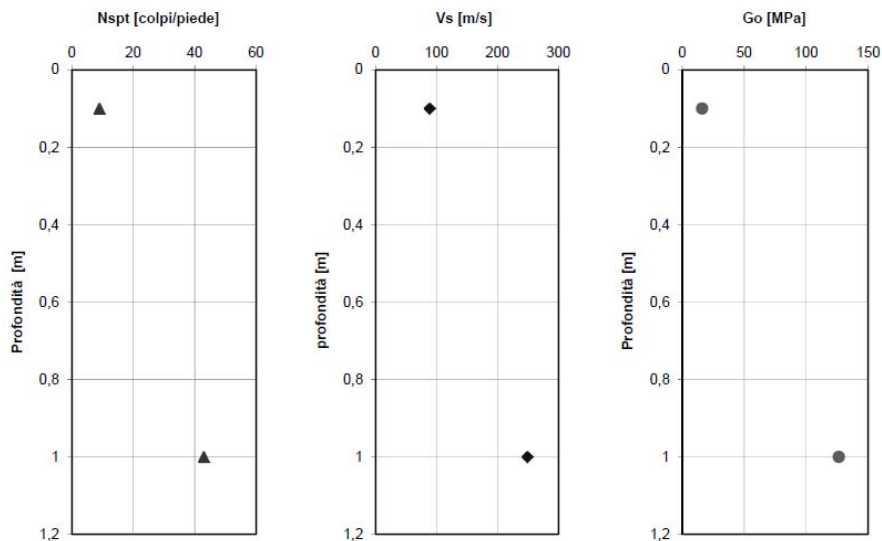 Nspt [colpi/piede]
0 20 40 60
0
0,2
0,4
0,6
0,8
1
1,2
Profondità [m]
Vs [m/s]
0 100 200 300
0
0,2
0,4
0,6
0,8
1
1,2
profondità [m]
Go [MPa]
0 50 100 150
0
0,2
0,4
0,6
0,8
1
1,2
Profondità [m]